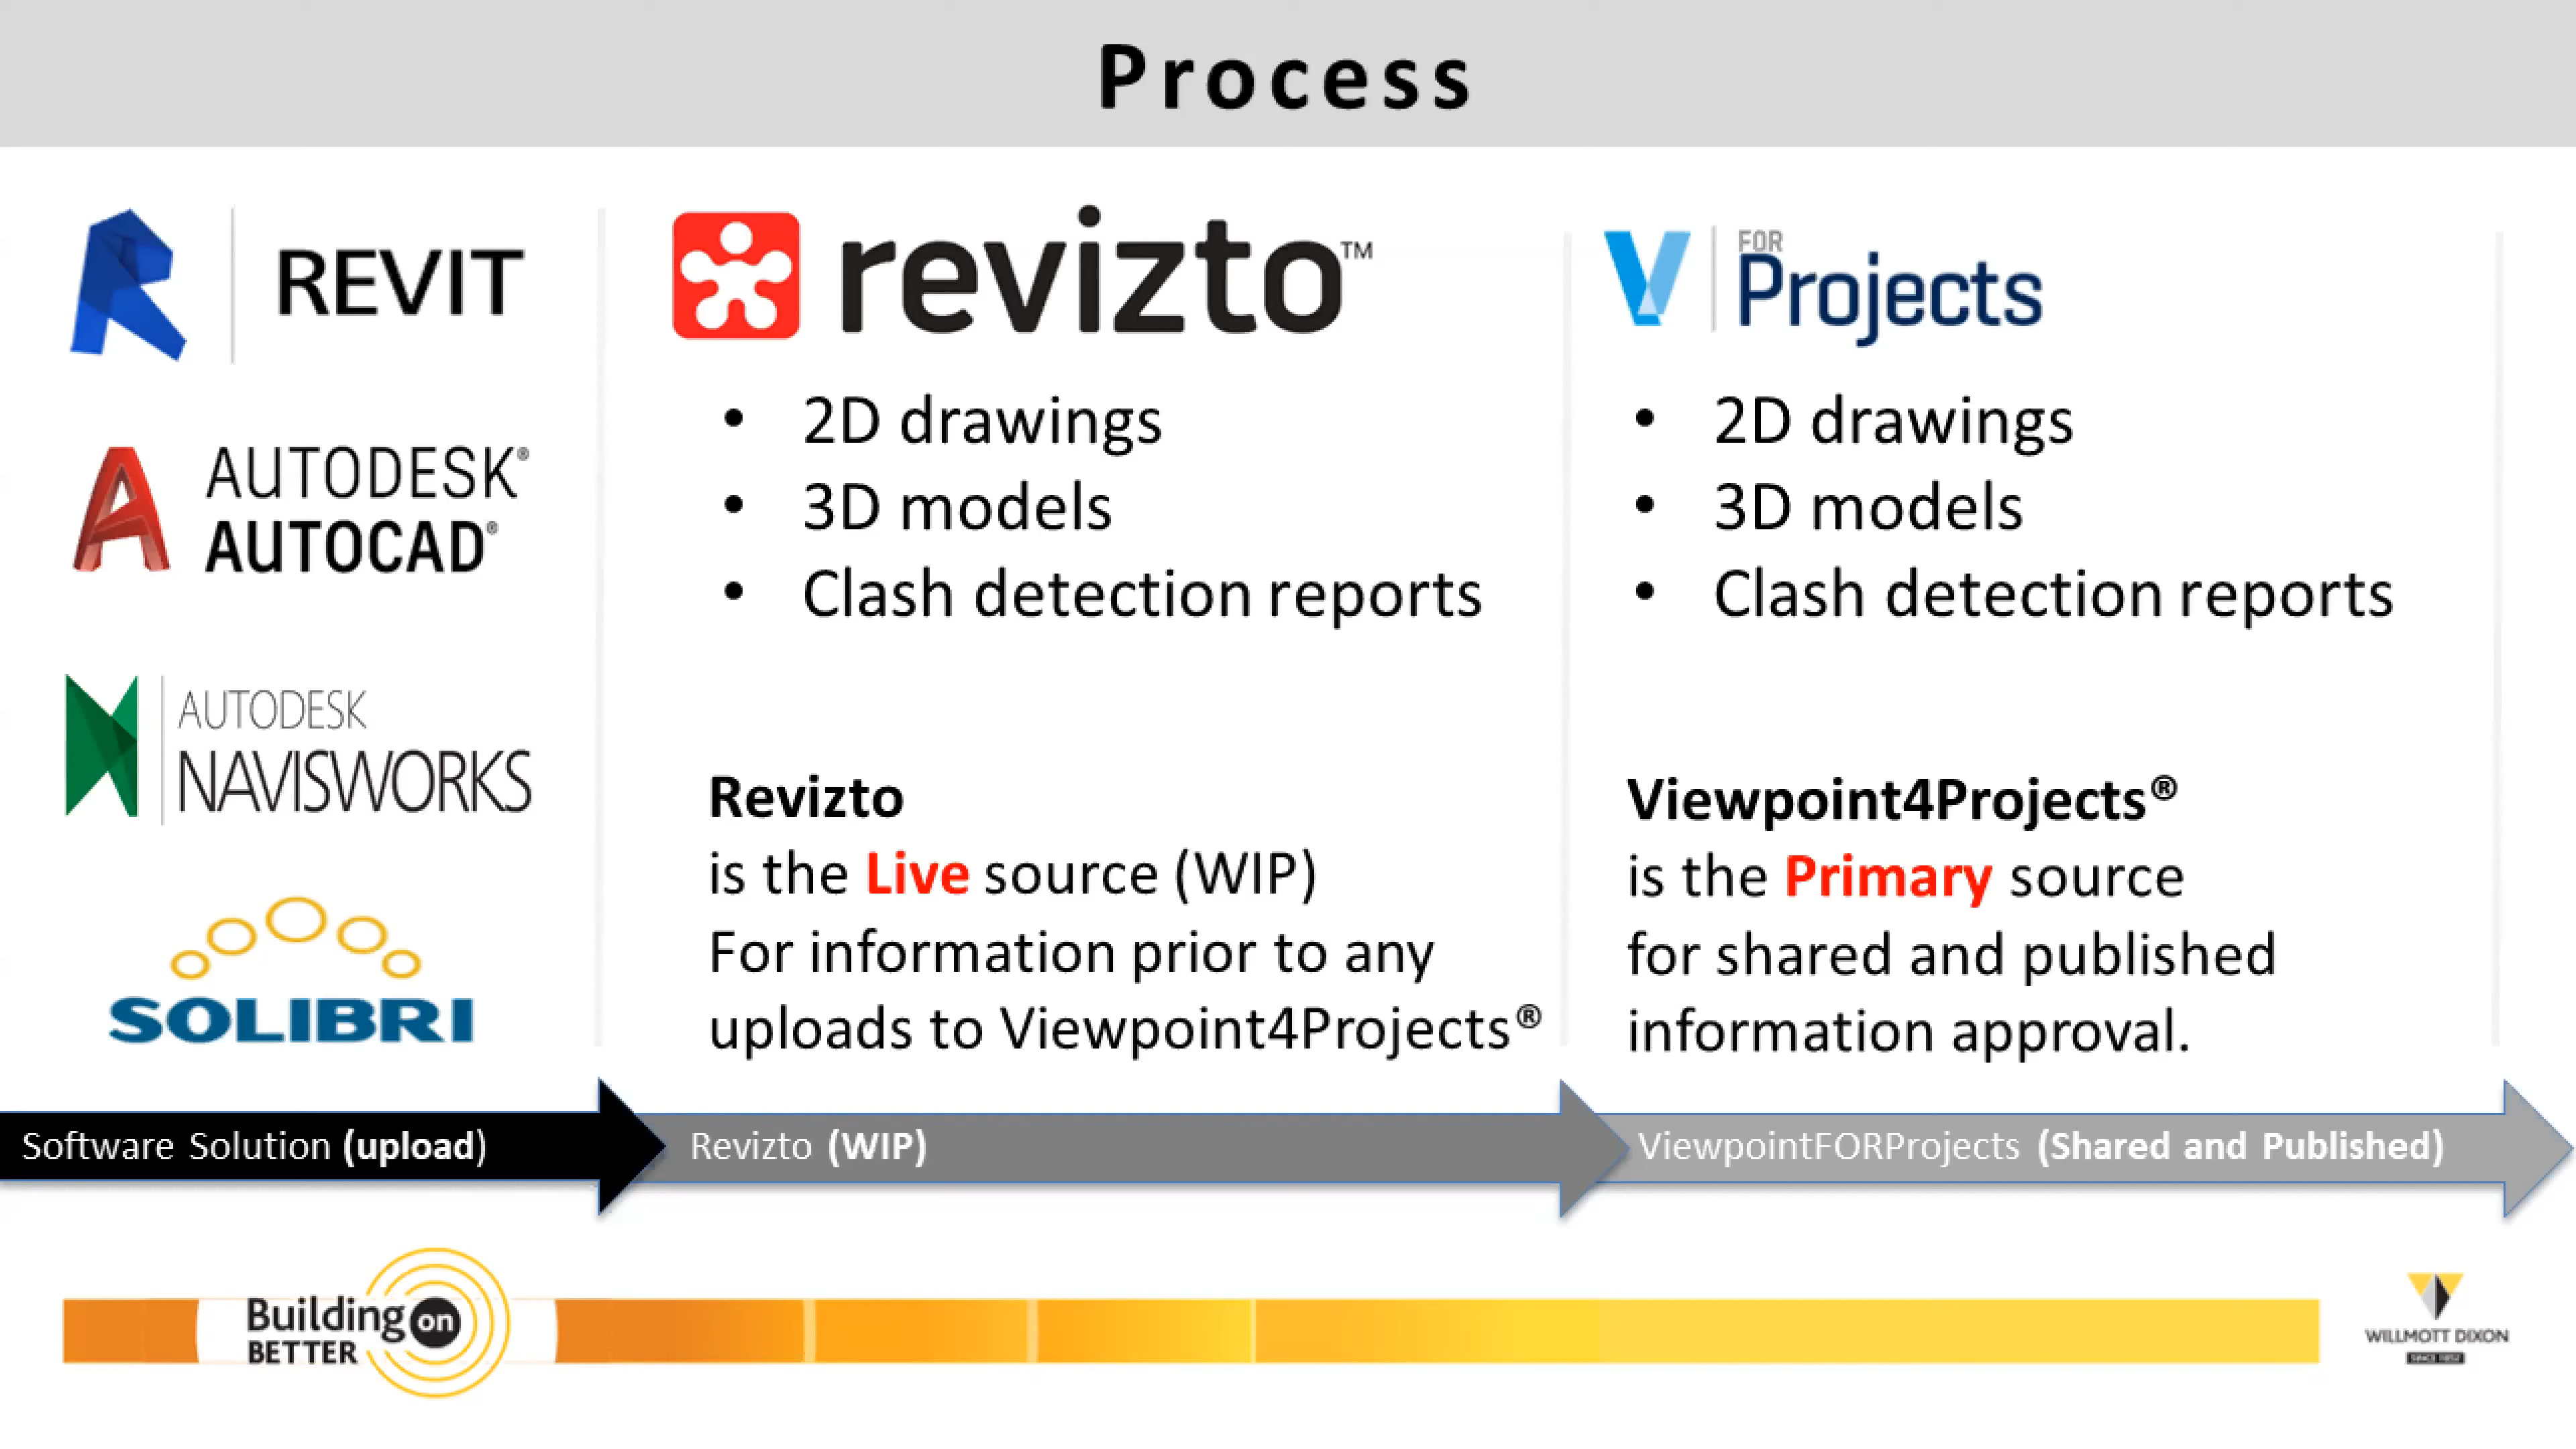 Process
REVIT
AUTODESK®
AUTOCAD®
AUTODESK
NAVISWORKS
SOLIBRI
revizto™
• 2D drawings
• 3D models
• Clash detection reports
Revizto
is the Live source (WIP)
For information prior to any
uploads to Viewpoint4Projects®
V FOR
Projects
• 2D drawings
• 3D models
• Clash detection reports
Viewpoint4Projects®
is the Primary source
for shared and published
information approval.
Software Solution (upload)
Revizto (WIP)
ViewpointFORProjects (Shared and Published)
Building on
BETTER
WILLMOTT DIXON
SINCE 1852